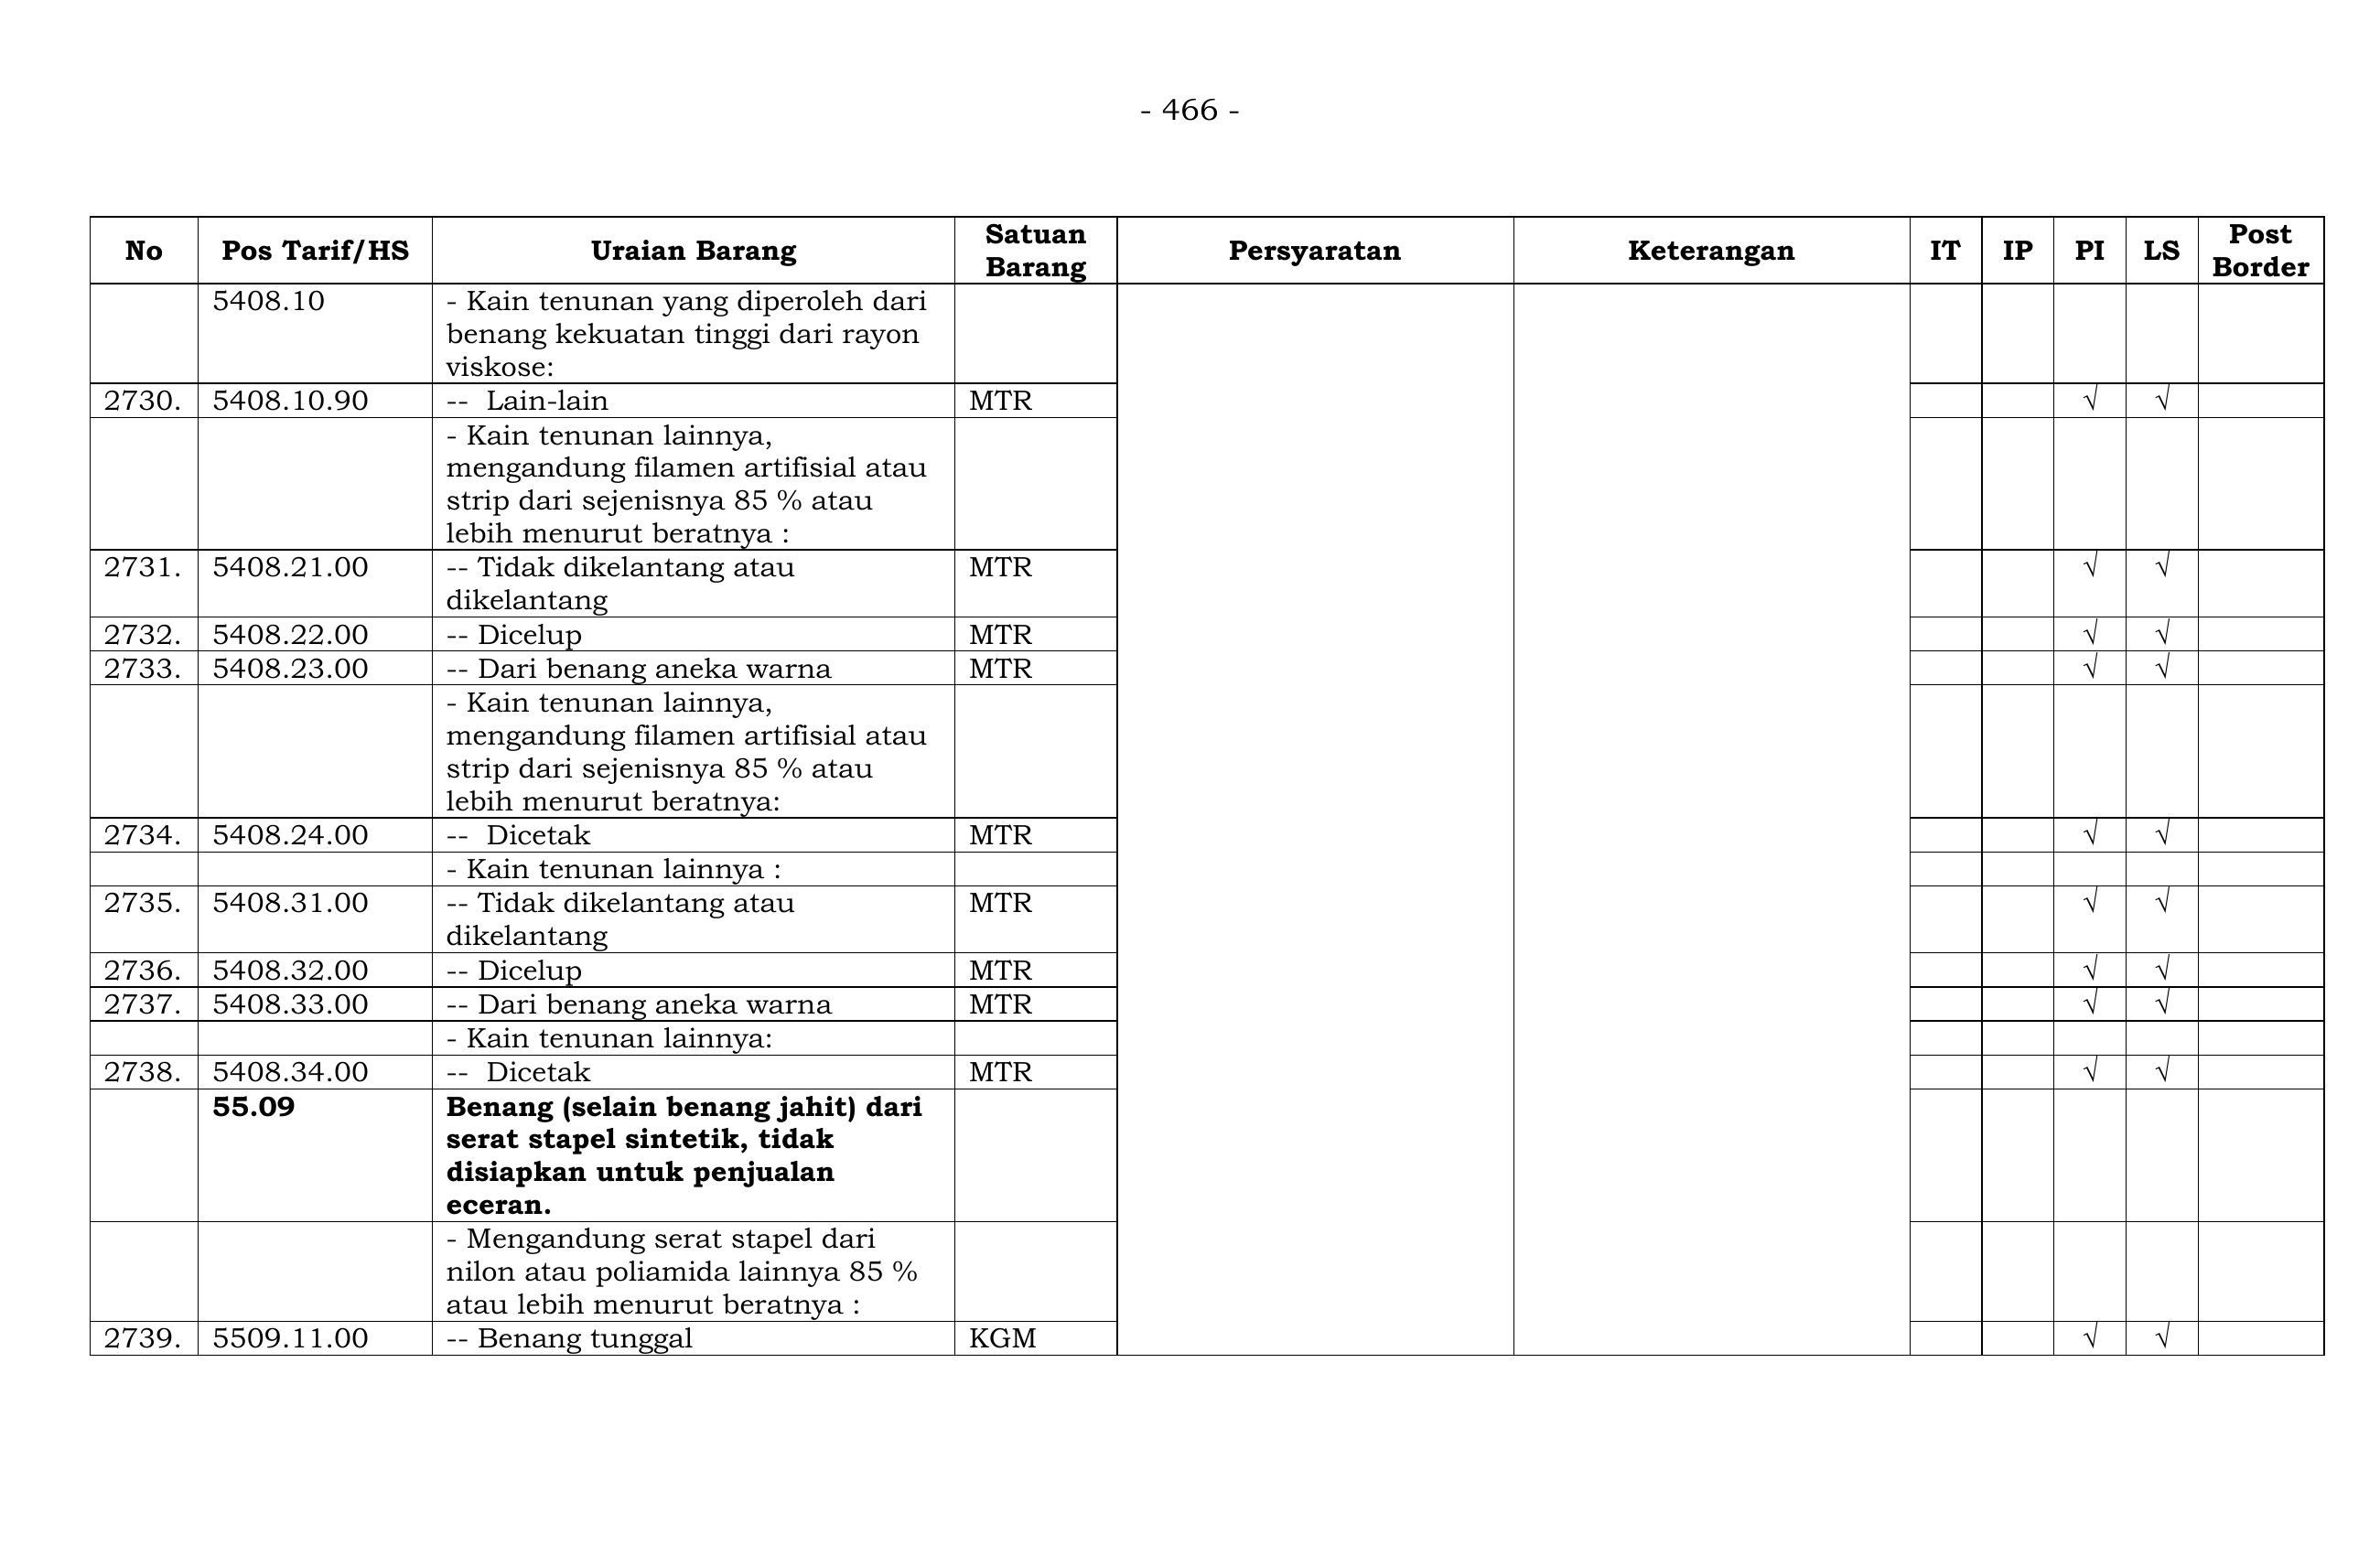 - 466 -
No Pos Tarif/HS Uraian Barang Satuan Barang Persyaratan Keterangan IT IP PI LS Post Border
5408.10 - Kain tenunan yang diperoleh dari
benang kekuatan tinggi dari rayon
viskose:
2730. 5408.10.90 -- Lain-lain MTR √ √
- Kain tenunan lainnya,
mengandung filamen artifisial atau
strip dari sejenisnya 85 % atau
lebih menurut beratnya :
2731. 5408.21.00 -- Tidak dikelantang atau MTR √ √
dikelantang
2732. 5408.22.00 -- Dicelup MTR √ √
2733. 5408.23.00 -- Dari benang aneka warna MTR √ √
- Kain tenunan lainnya,
mengandung filamen artifisial atau
strip dari sejenisnya 85 % atau
lebih menurut beratnya:
2734. 5408.24.00 -- Dicetak MTR √ √
- Kain tenunan lainnya :
2735. 5408.31.00 -- Tidak dikelantang atau MTR √ √
dikelantang
2736. 5408.32.00 -- Dicelup MTR √ √
2737. 5408.33.00 -- Dari benang aneka warna MTR √ √
- Kain tenunan lainnya:
2738. 5408.34.00 -- Dicetak MTR √ √
55.09 Benang (selain benang jahit) dari
serat stapel sintetik, tidak
disiapkan untuk penjualan
eceran.
- Mengandung serat stapel dari
nilon atau poliamida lainnya 85 %
atau lebih menurut beratnya :
2739. 5509.11.00 -- Benang tunggal KGM √ √